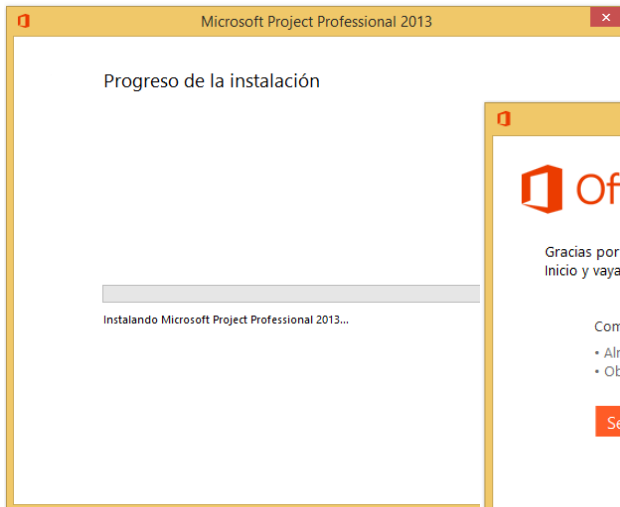 Microsoft Project Professional 2013
Progreso de la instalación
Instalando Microsoft Project Professional 2013...
Of
Gracias por
Inicio y vaya
Com
• Alr
• Ob
Se